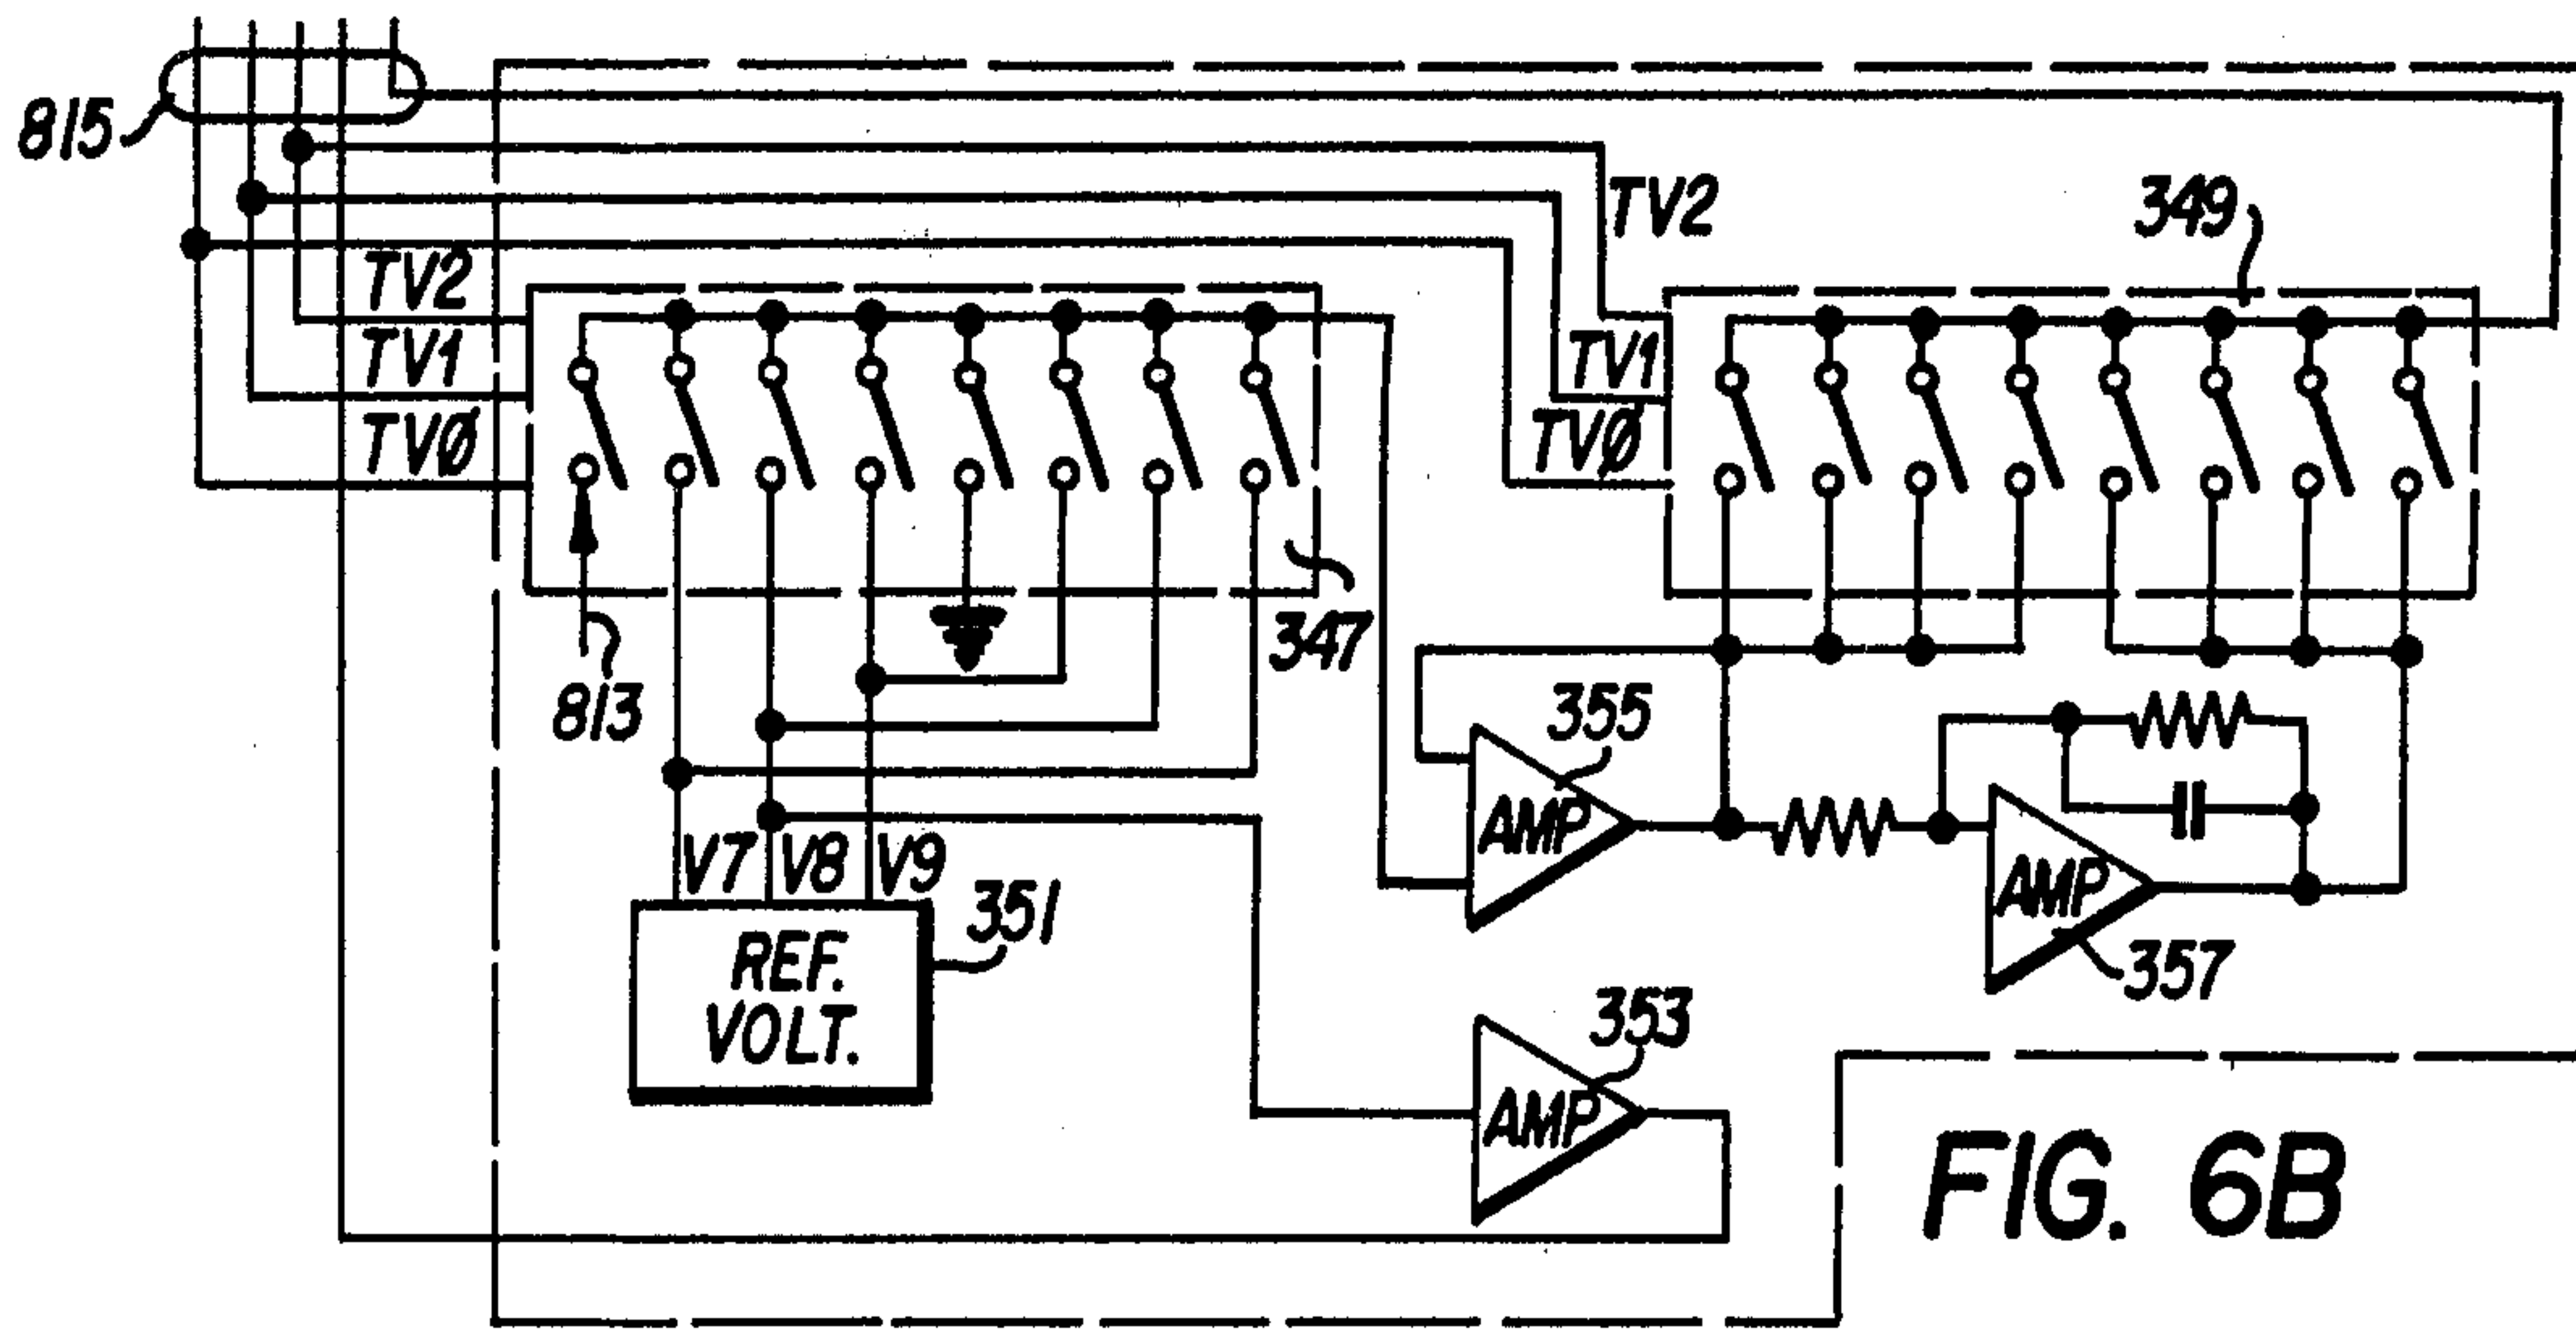 815
TV2
349
TV2
TV1
TV1
TVØ
TVØ
347
813
355
AMP
V7 V8 V9
351
AMP
REF.
VOLT.
357
353
AMP
FIG. 6B